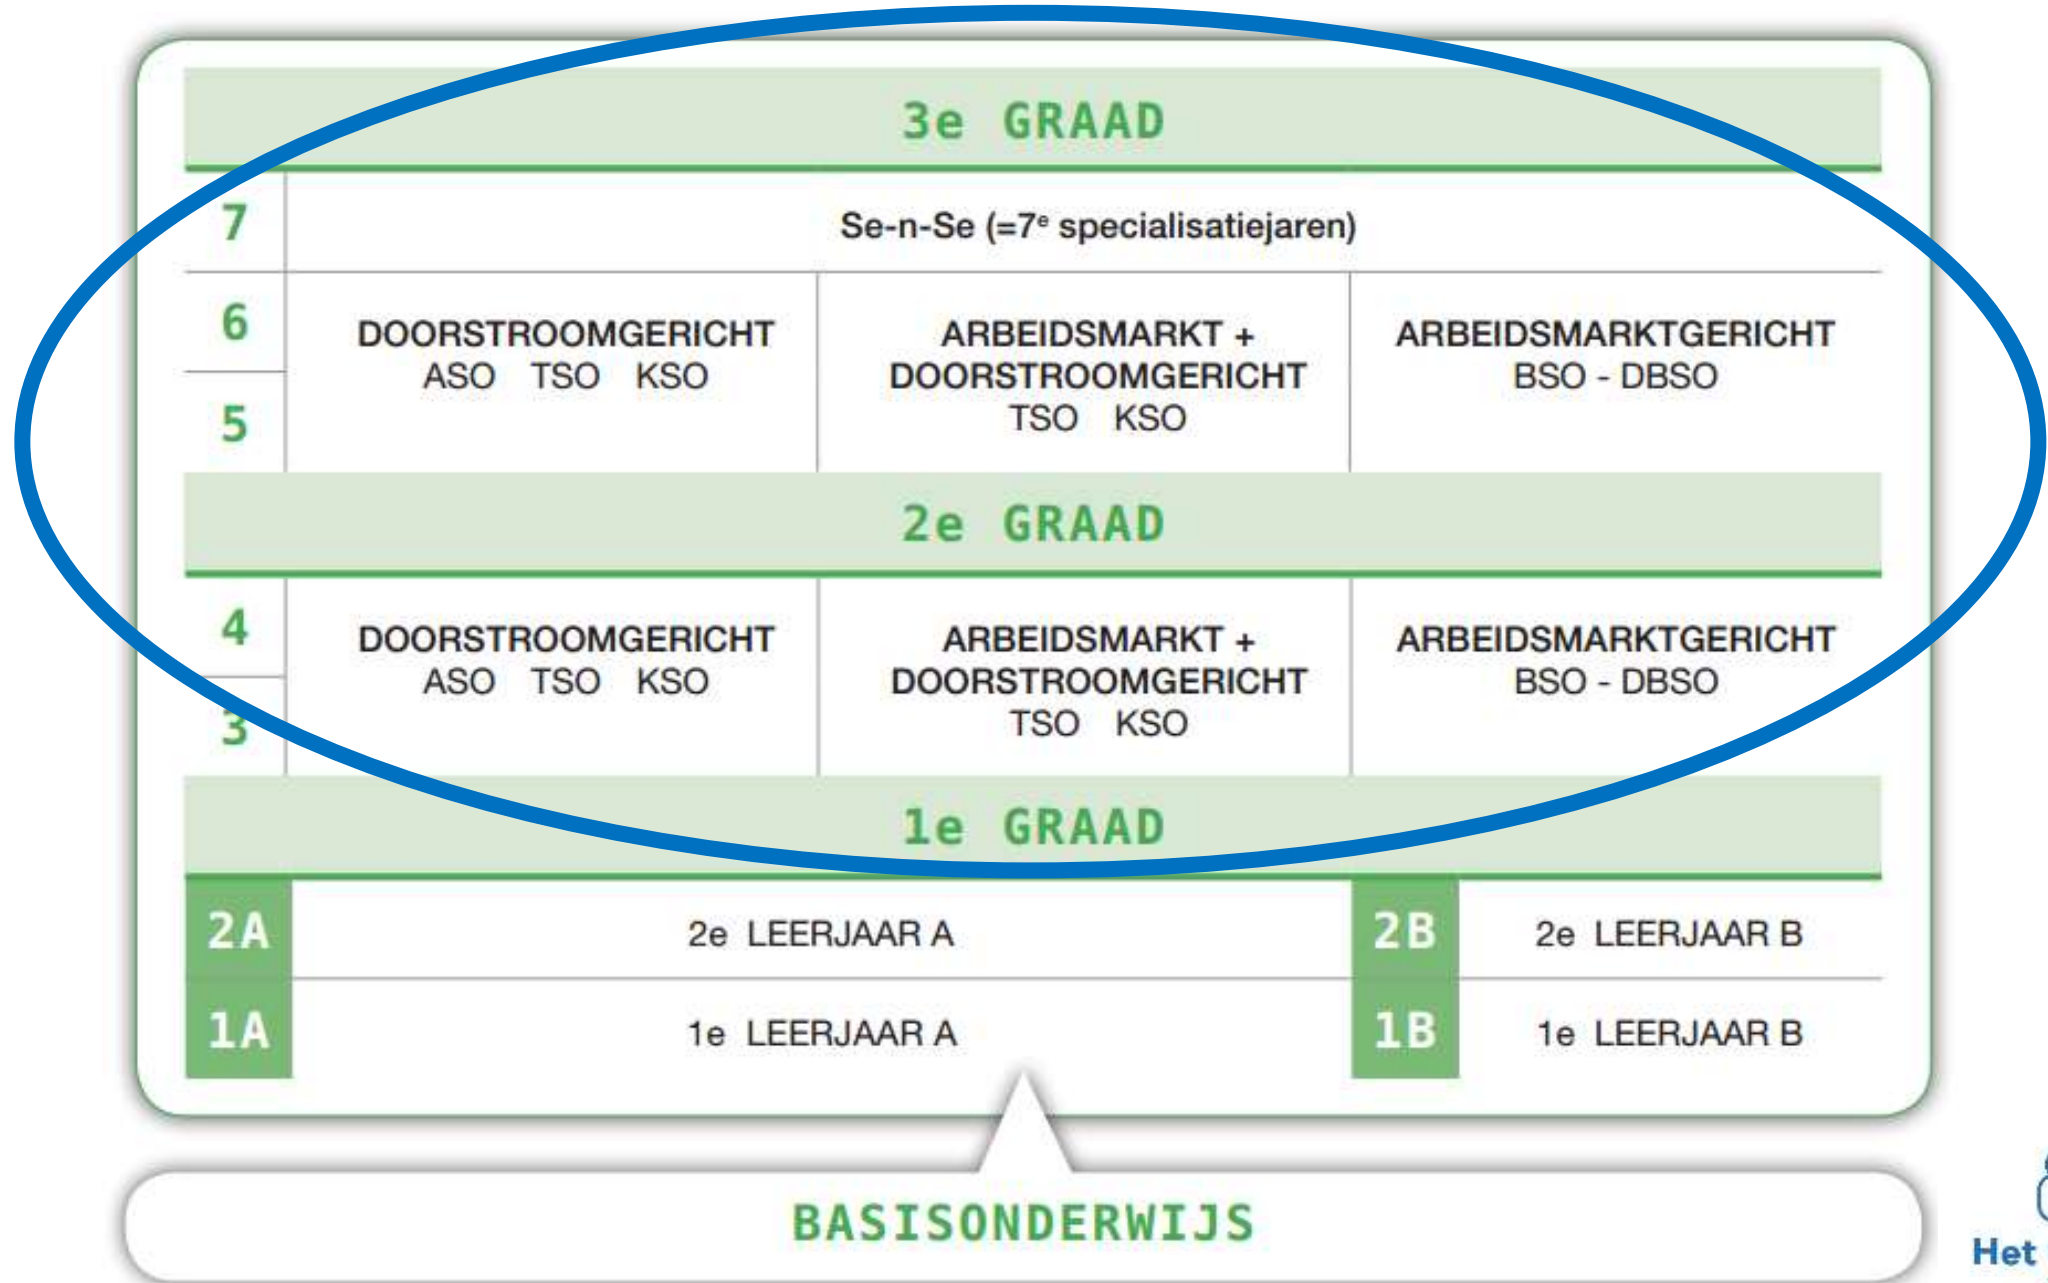 3e GRAAD
7
Se-n-Se (=7e specialisatiejaren)
6
DOORSTROOMGERICHT
ASO TSO KSO
ARBEIDSMARKT +
DOORSTROOMGERICHT
TSO KSO
ARBEIDSMARKTGERICHT
BSO - DBSO
5
2e GRAAD
4
DOORSTROOMGERICHT
ASO TSO KSO
ARBEIDSMARKT +
DOORSTROOMGERICHT
TSO KSO
ARBEIDSMARKTGERICHT
BSO - DBSO
3
1e GRAAD
2A
2e LEERJAAR A
2B
2e LEERJAAR B
1A
1e LEERJAAR A
1B
1e LEERJAAR B
BASISONDERWIJS
Het